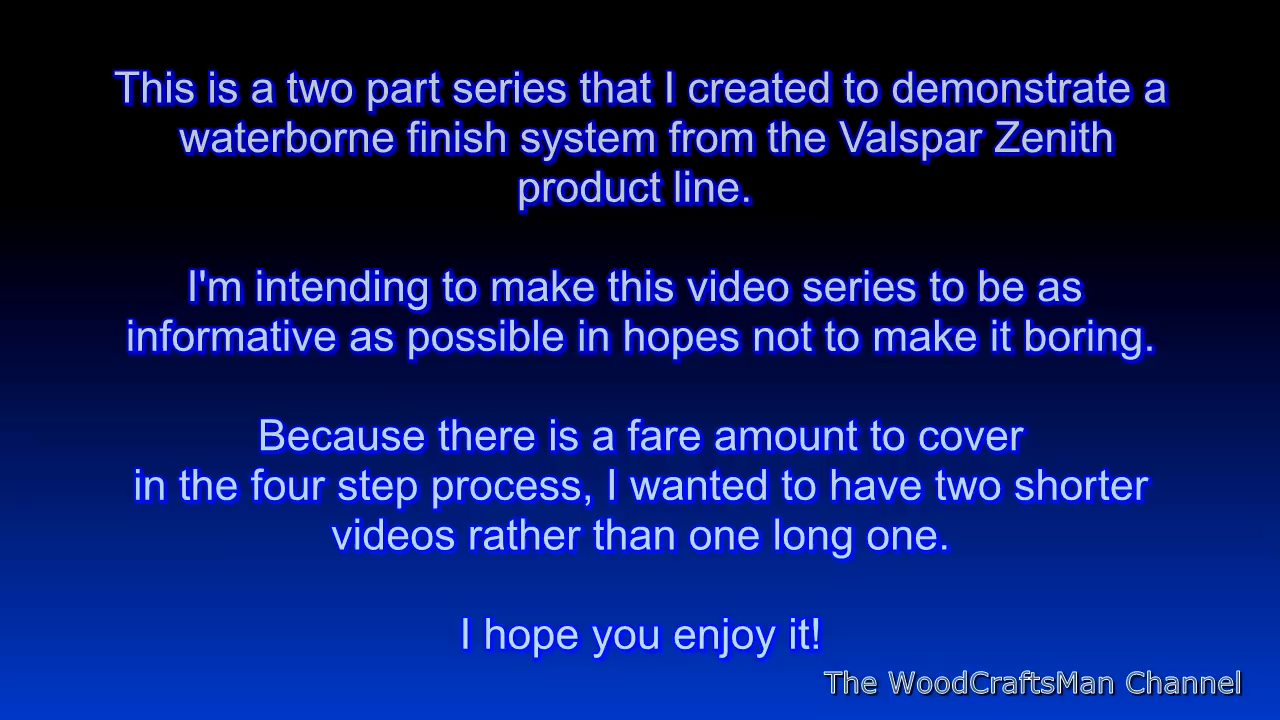 This is a two part series that I created to demonstrate a
waterborne finish system from the Valspar Zenith
product line.
I'm intending to make this video series to be as
informative as possible in hopes not to make it boring.
Because there is a fare amount to cover
in the four step process, I wanted to have two shorter
videos rather than one long one.
I hope you enjoy it!
The WoodCraftsMan Channel